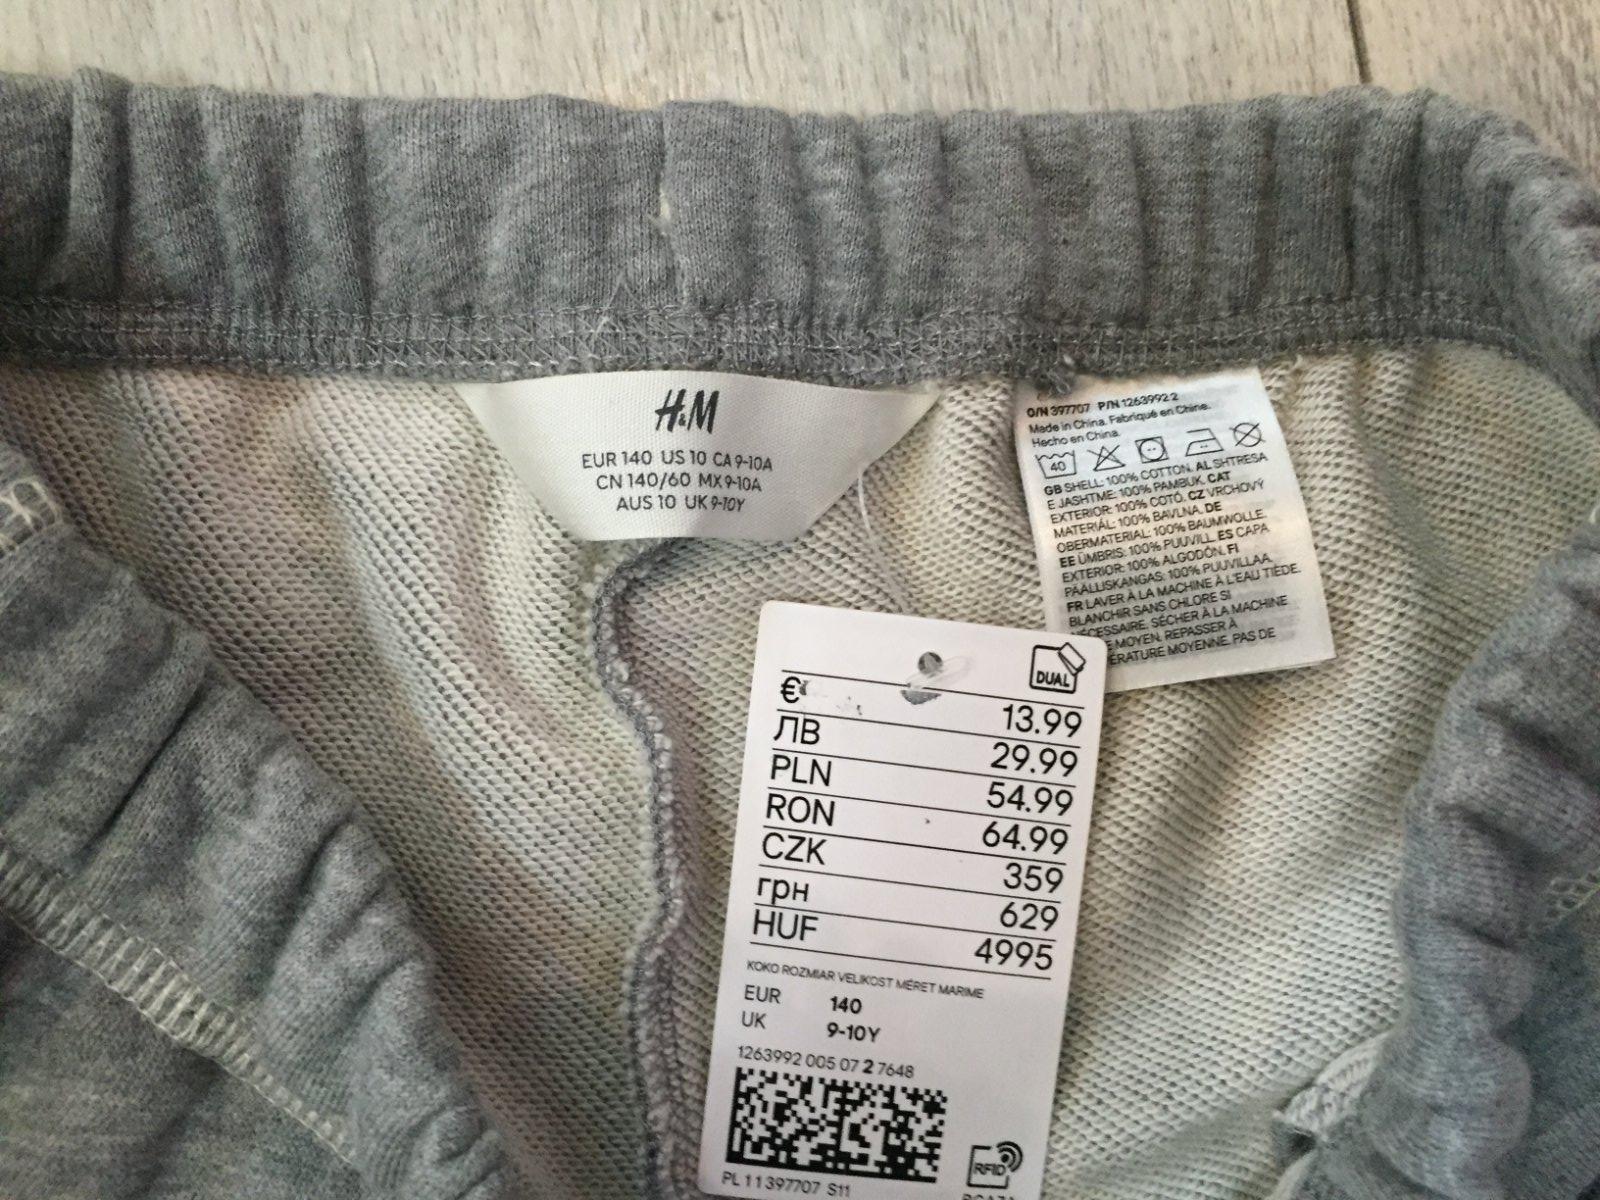 H&M
EUR 140 US 10 CA 9-10A
CN 140/60 MX 9-10A
AUS 10 UK 9-10Y
O/N 397707 P/N 1263992 2
Made in China. Fabriqué en Chine.
Hecho en China.
40
GB SHELL: 100% COTTON. AL SHTRESA
E JASHTME: 100% PAMBUK. CAT
EXTERIOR: 100% COTÓ. CZ VRCHOVÝ
MATERIÁL: 100% BAVLNA. DE
OBERMATERIAL: 100% BAUMWOLLE.
EE ÜMBRIS: 100% PUUVILL. ES CAPA
EXTERIOR: 100% ALGODÓN. FI
PÄÄLLISKANGAS: 100% PUUVILLAA.
FR LAVER À LA MACHINE À L'EAU TIÈDE.
BLANCHIR SANS CHLORE SI
NÉCESSAIRE. SÉCHER À LA MACHINE
MOYEN. REPASSER À
MOYENNE. PAS DE
DUAL
€ 13.99
ЛВ 29.99
PLN 54.99
RON 64.99
CZK 359
грн 629
HUF 4995
KOKO ROZMIAR VELIKOST MÉRET MARIME
EUR 140
UK 9-10Y
1263992 005 07 2 7648
RFID
PL 11 397707 S11